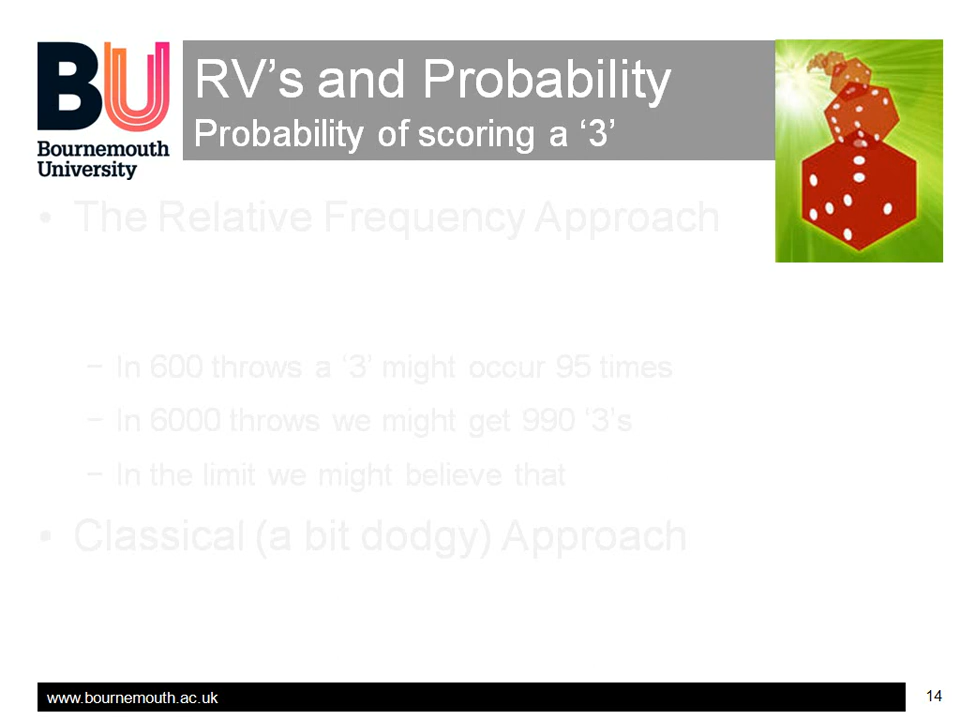 BU
Bournemouth
University
RV's and Probability
Probability of scoring a ‘3’
• The Relative Frequency Approach
– In 600 throws a ‘3’ might occur 95 times
– In 6000 throws we might get 990 ‘3’s
– In the limit we might believe that
• Classical (a bit dodgy) Approach
www.bournemouth.ac.uk
14